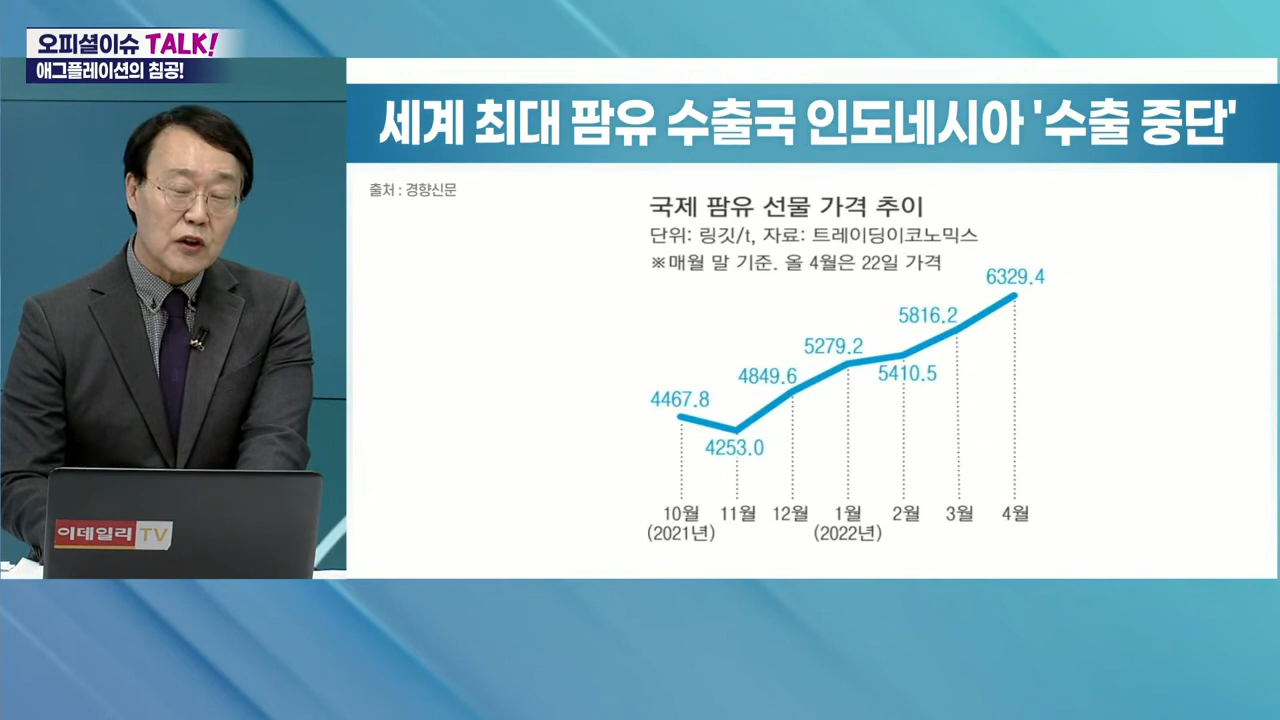 오피셜이슈 TALK!
애그플레이션의 침공!
세계 최대 팜유 수출국 인도네시아 '수출 중단'
출처 : 경향신문
국제 팜유 선물 가격 추이
단위: 링깃/t, 자료: 트레이딩이코노믹스
※매월 말 기준. 올 4월은 22일 가격
6329.4
5816.2
5279.2
5410.5
4849.6
4467.8
4253.0
10월 11월 12월 1월 2월 3월 4월
(2021년) (2022년)
이데일리 TV